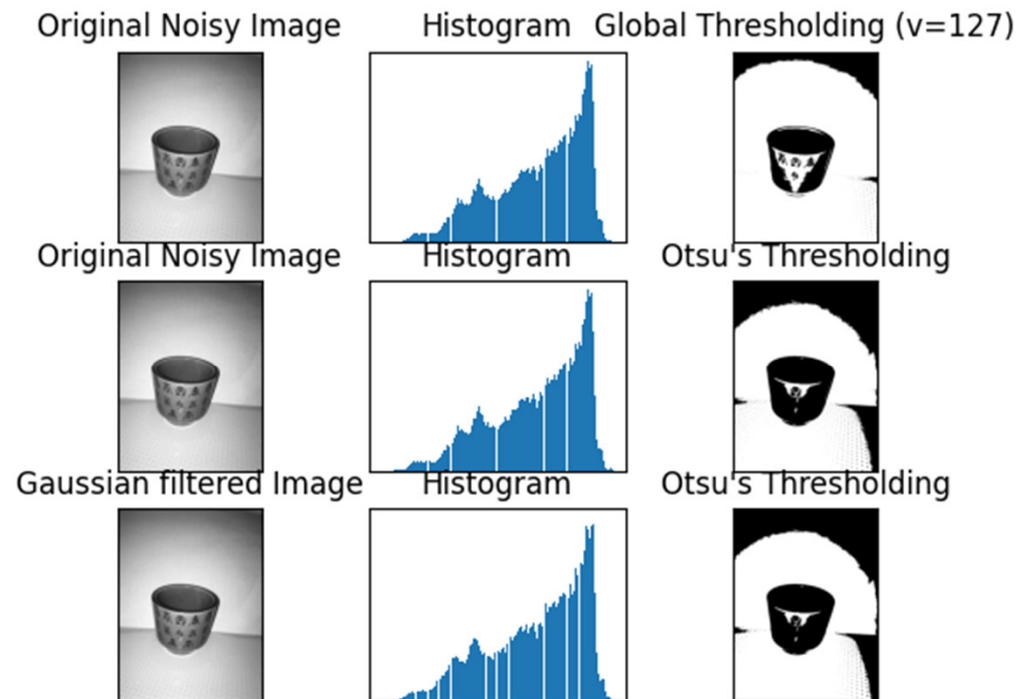 Original Noisy Image Histogram Global Thresholding (v=127)
Original Noisy Image Histogram Otsu's Thresholding
Gaussian filtered Image Histogram Otsu's Thresholding